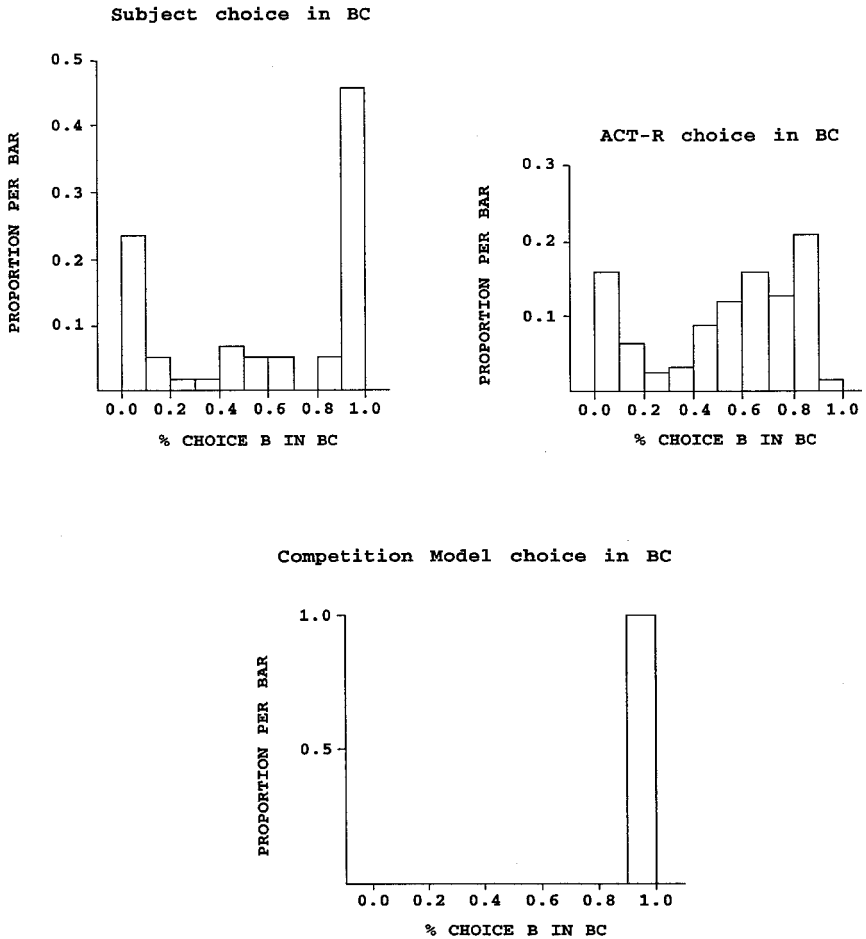 Subject choice in BC
0.5
0.4
0.3
0.2
0.1
PROPORTION PER BAR
0.0 0.2 0.4 0.6 0.8 1.0
% CHOICE B IN BC
ACT-R choice in BC
0.3
0.2
0.1
PROPORTION PER BAR
0.0 0.2 0.4 0.6 0.8 1.0
% CHOICE B IN BC
Competition Model choice in BC
1.0
0.5
PROPORTION PER BAR
0.0 0.2 0.4 0.6 0.8 1.0
% CHOICE B IN BC